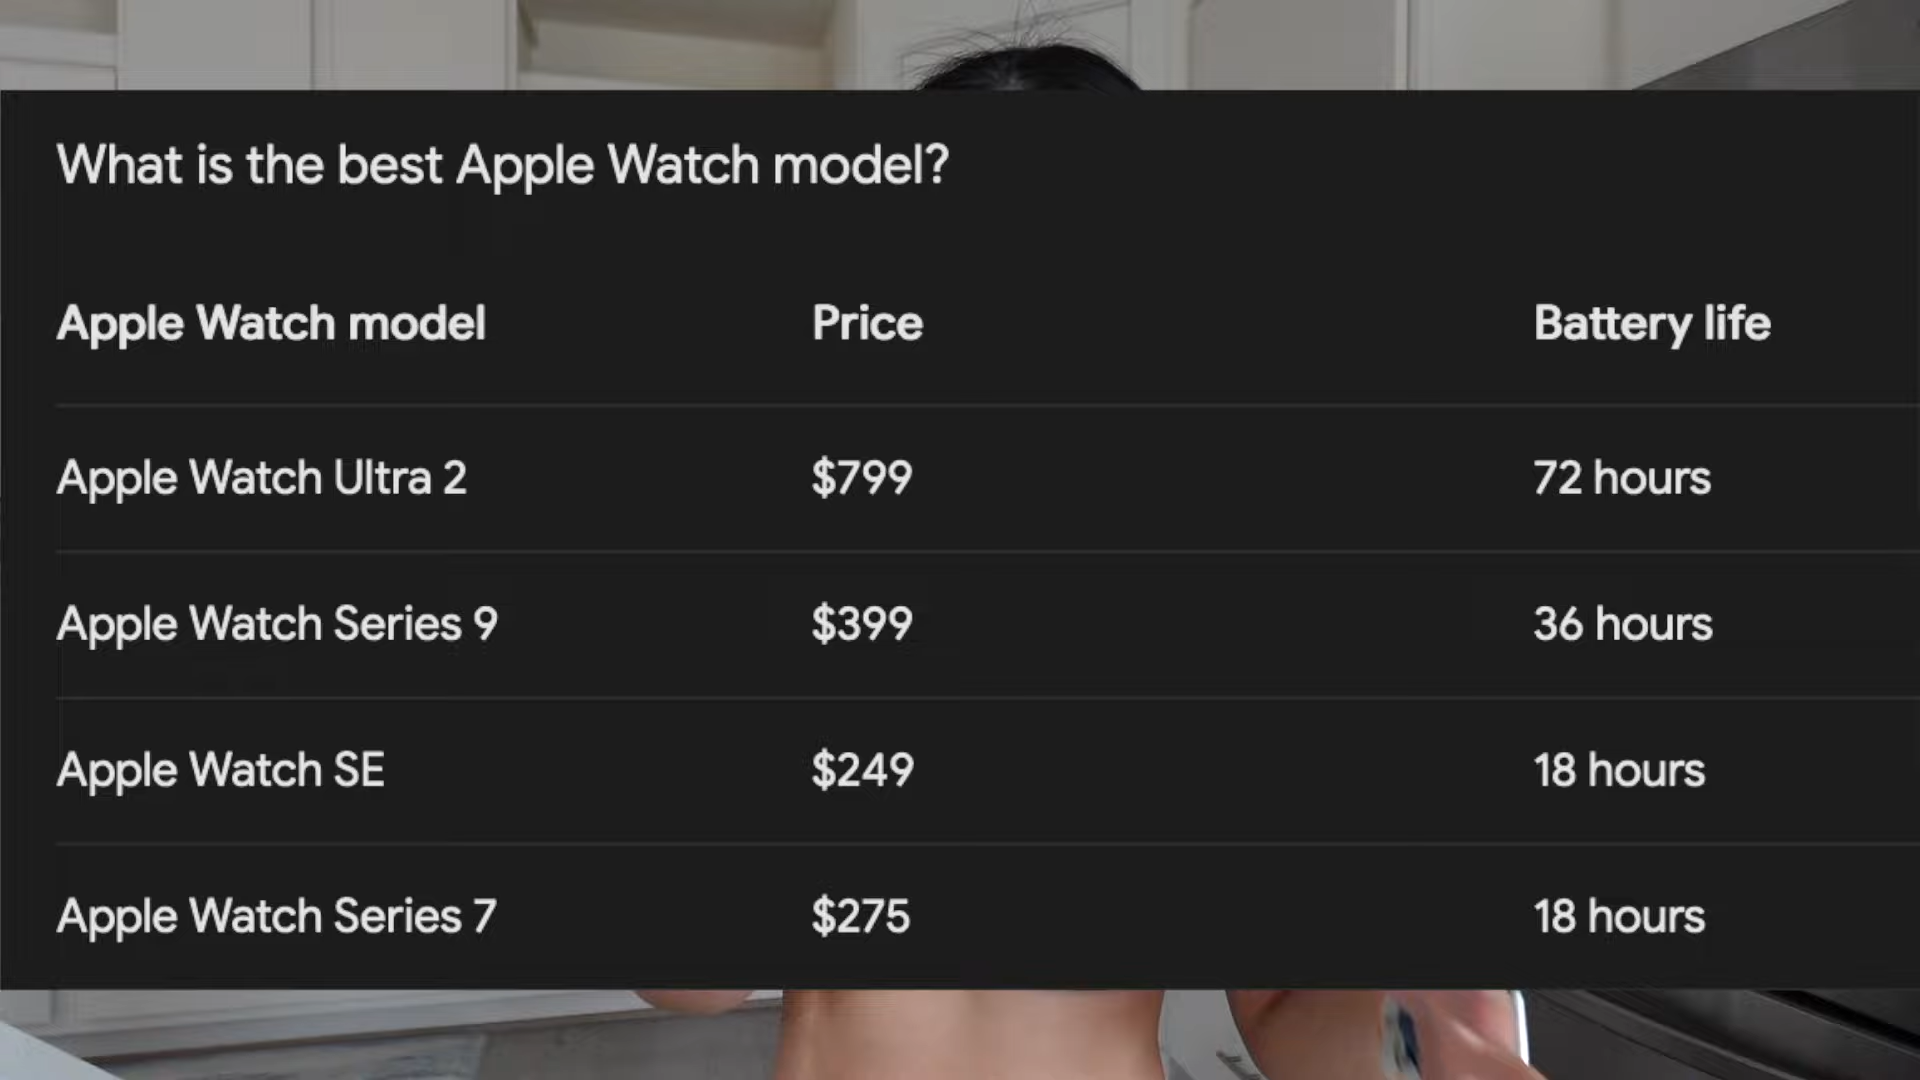 What is the best Apple Watch model?
Apple Watch model Price Battery life
Apple Watch Ultra 2 $799 72 hours
Apple Watch Series 9 $399 36 hours
Apple Watch SE $249 18 hours
Apple Watch Series 7 $275 18 hours